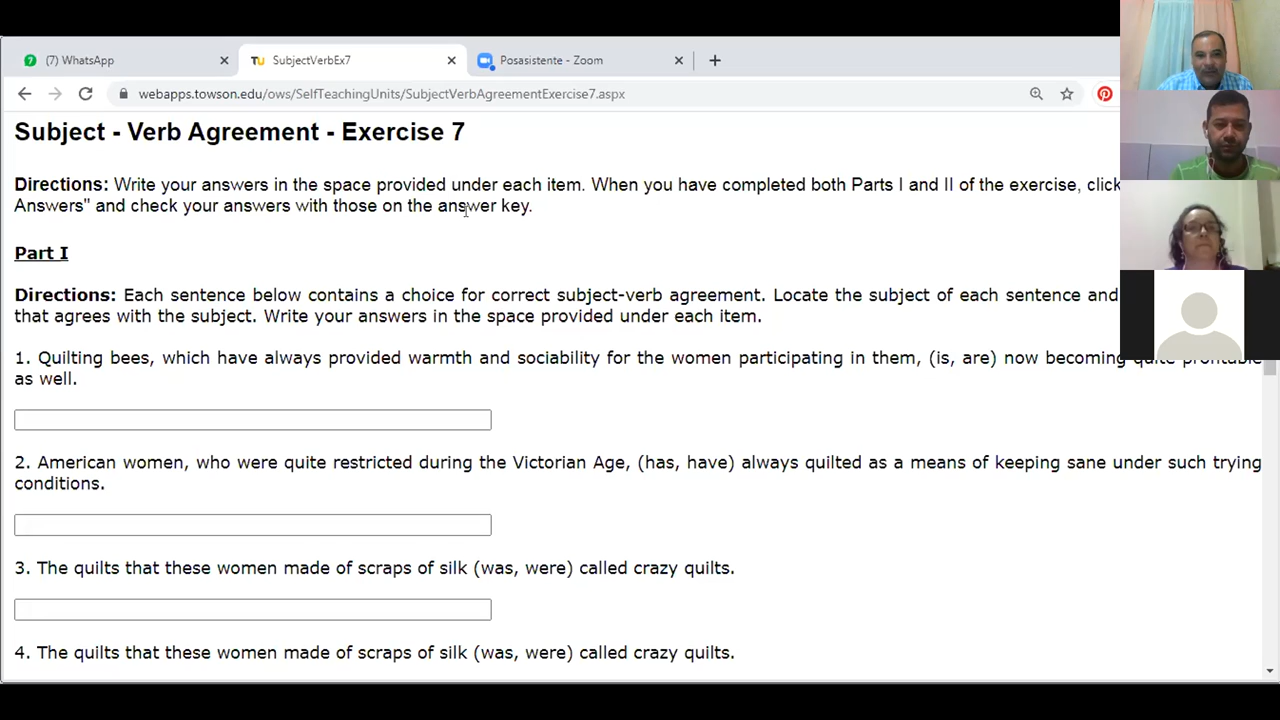 (7) WhatsApp
SubjectVerbEx7
Posasistente - Zoom
webapps.towson.edu/ows/SelfTeachingUnits/SubjectVerbAgreementExercise7.aspx
Subject - Verb Agreement - Exercise 7
Directions: Write your answers in the space provided under each item. When you have completed both Parts I and II of the exercise, click
Answers" and check your answers with those on the answer key.
Part I
Directions: Each sentence below contains a choice for correct subject-verb agreement. Locate the subject of each sentence and
that agrees with the subject. Write your answers in the space provided under each item.
1. Quilting bees, which have always provided warmth and sociability for the women participating in them, (is, are) now becoming quite profitable
as well.
2. American women, who were quite restricted during the Victorian Age, (has, have) always quilted as a means of keeping sane under such trying
conditions.
3. The quilts that these women made of scraps of silk (was, were) called crazy quilts.
4. The quilts that these women made of scraps of silk (was, were) called crazy quilts.